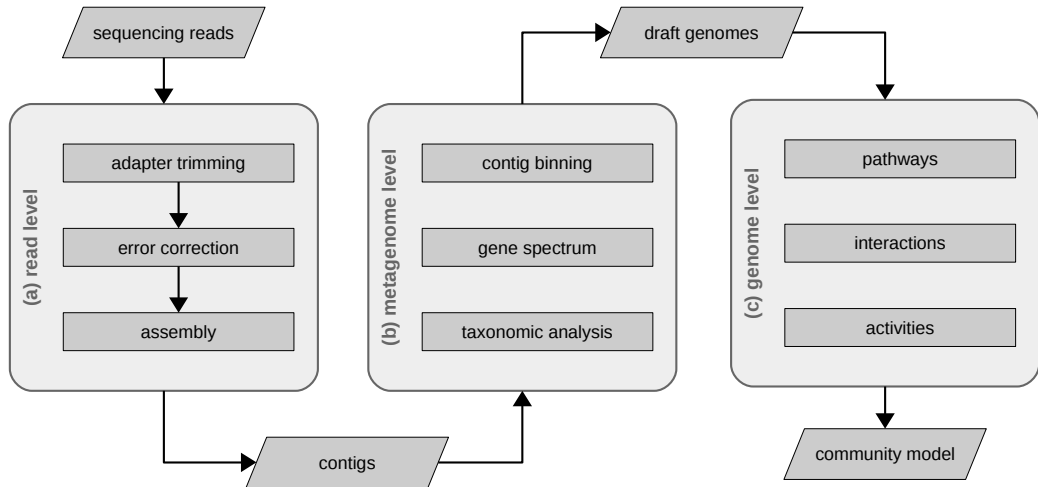 sequencing reads
(a) read level
adapter trimming
error correction
assembly
contigs
(b) metagenome level
contig binning
gene spectrum
taxonomic analysis
draft genomes
(c) genome level
pathways
interactions
activities
community model